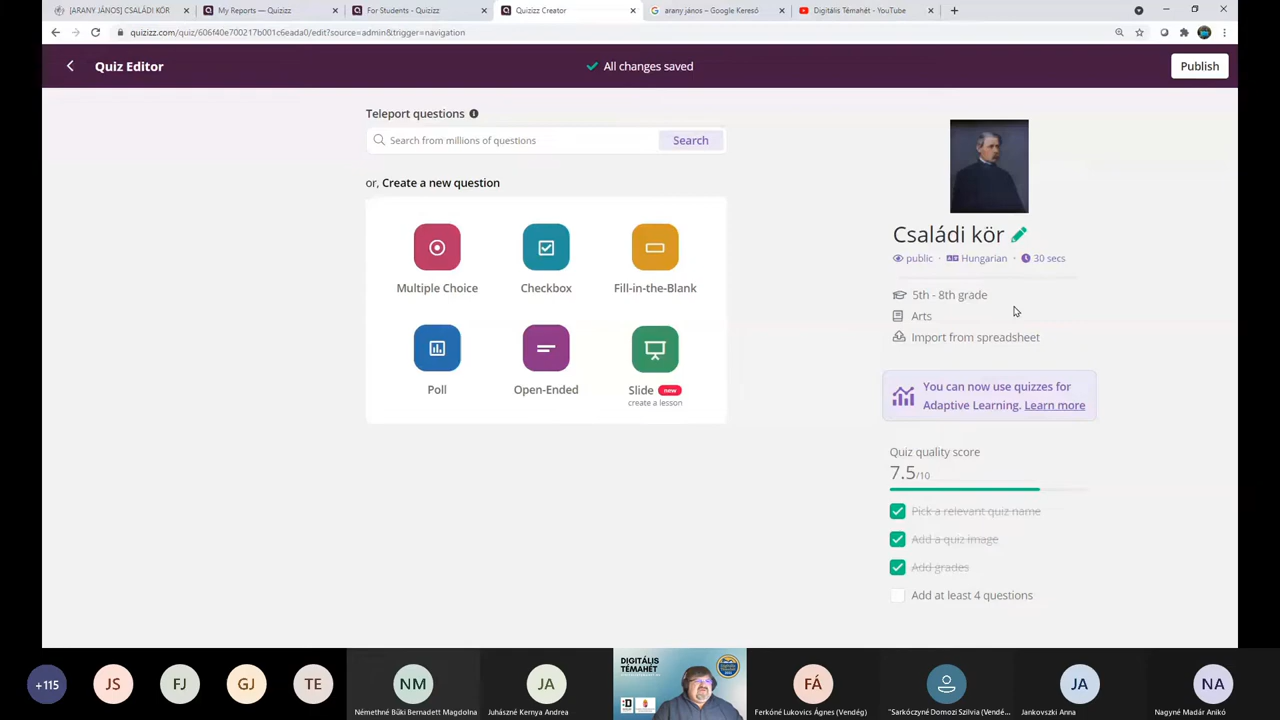 [ARANY JÁNOS] CSALÁDI KÖR
My Reports — Quizizz
For Students - Quizizz
Quizizz Creator
arany jános – Google Kereső
Digitális Témahét - YouTube
quizizz.com/quiz/606f40e700217b001c6eada0/edit?source=admin&trigger=navigation
Quiz Editor
All changes saved
Publish
Teleport questions
Search from millions of questions
Search
or, Create a new question
Multiple Choice
Checkbox
Fill-in-the-Blank
Poll
Open-Ended
Slide new
create a lesson
Családi kör
public · Hungarian · 30 secs
5th - 8th grade
Arts
Import from spreadsheet
You can now use quizzes for
Adaptive Learning. Learn more
Quiz quality score
7.5/10
Pick a relevant quiz name
Add a quiz image
Add grades
Add at least 4 questions
+115
JS
FJ
GJ
TE
NM
Némethné Büki Bernadett Magdolna
JA
Juhászné Kernya Andrea
DIGITÁLIS
TÉMAHÉT
FÁ
Ferkóné Lukovics Ágnes (Vendég)
"Sarkóczyné Domozi Szilvia (Vendé...
JA
Jankovszki Anna
NA
Nagyné Madár Anikó